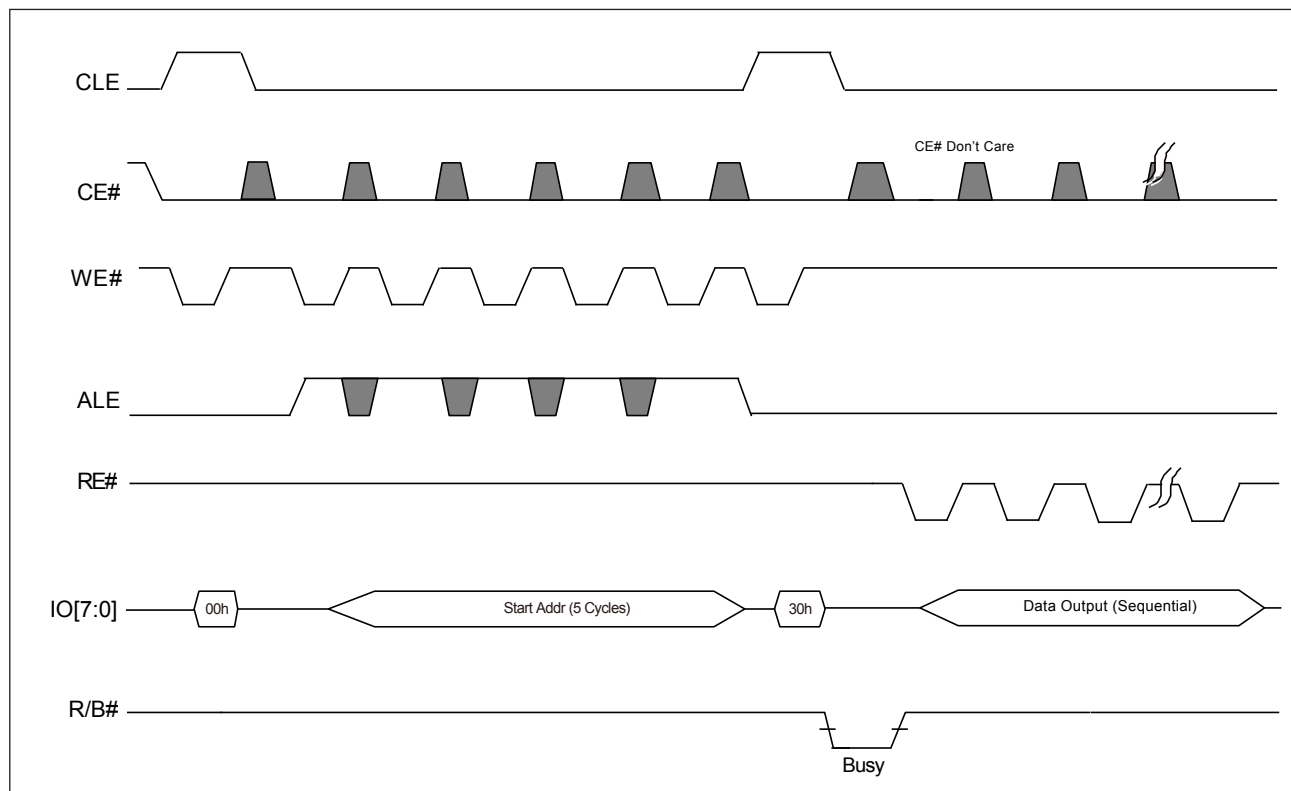 CLE
CE# Don't Care
CE#
WE#
ALE
RE#
IO[7:0]
00h
Start Addr (5 Cycles)
30h
Data Output (Sequential)
R/B#
Busy